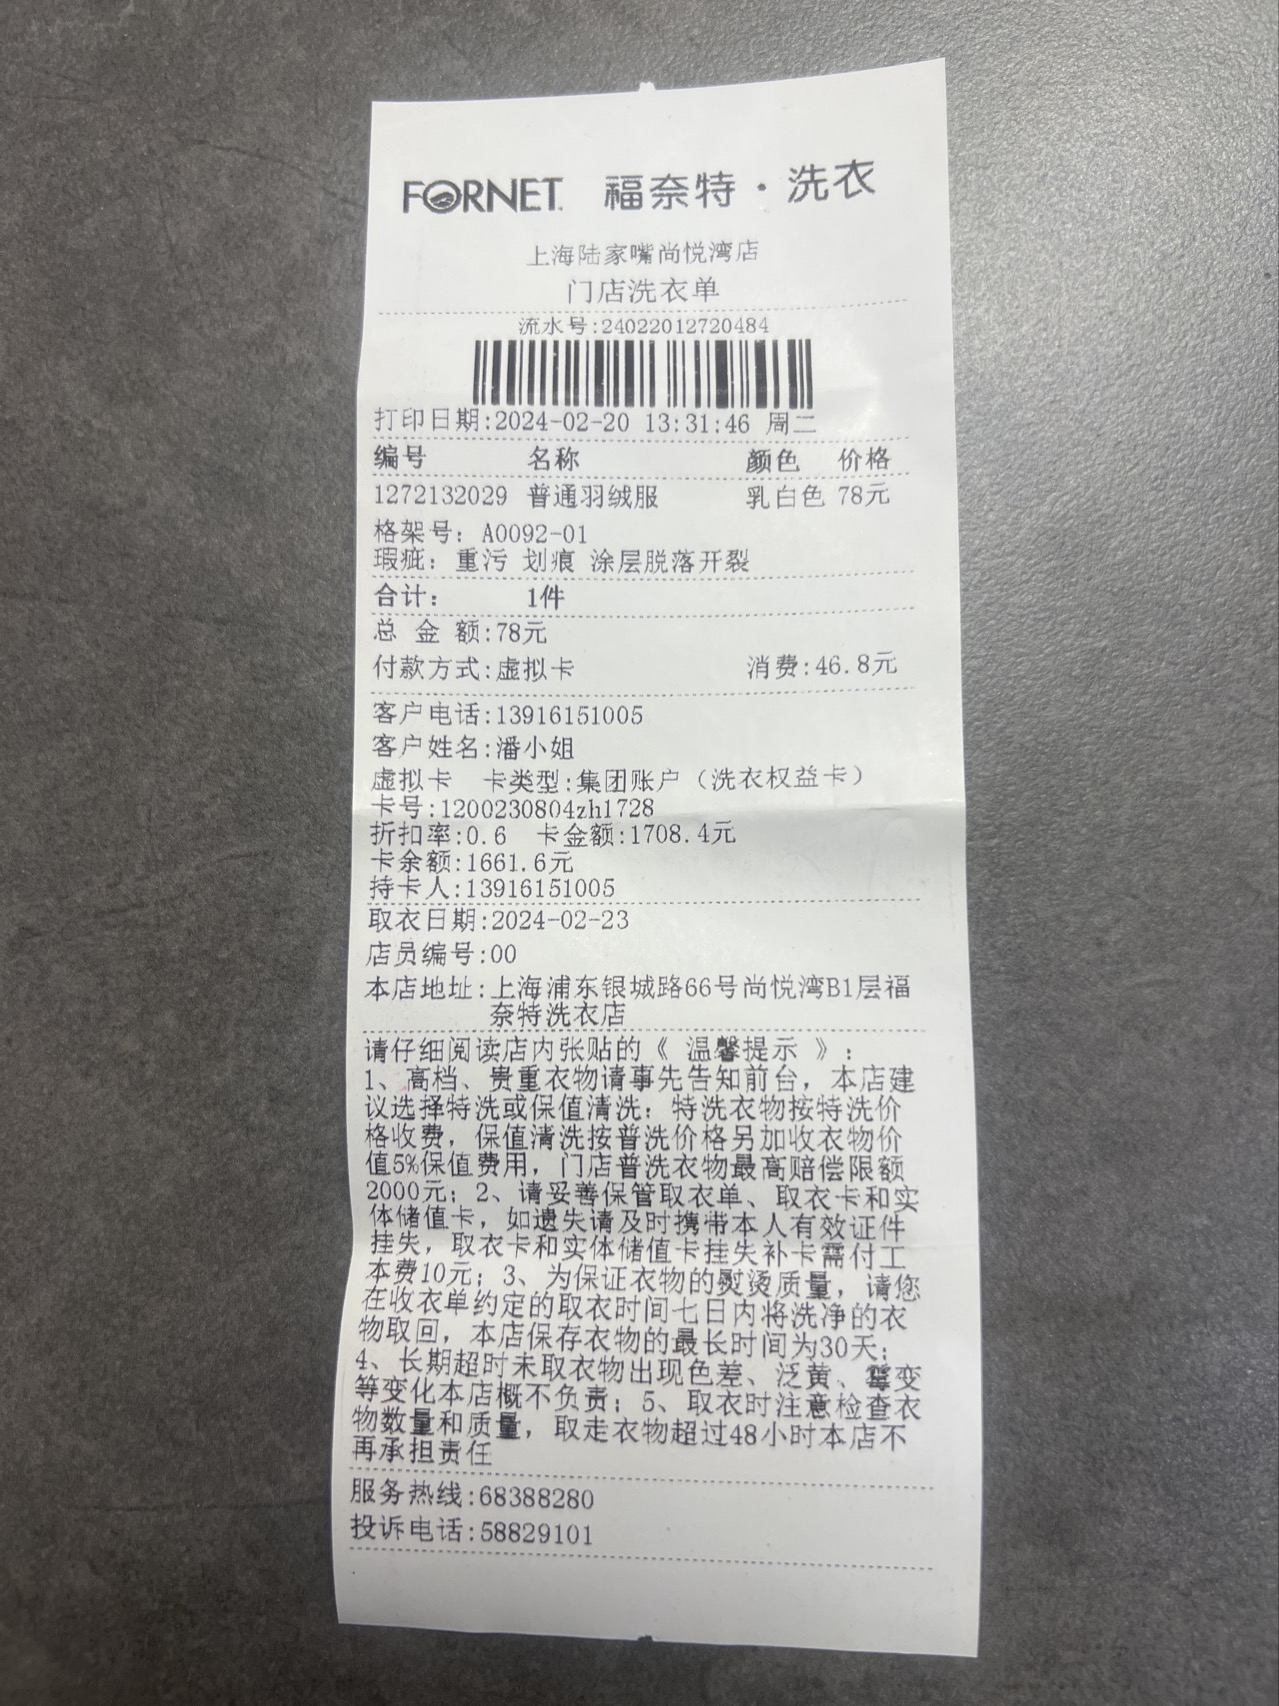 FORNET 福奈特·洗衣
上海陆家嘴尚悦湾店
门店洗衣单
流水号:24022012720484
打印日期:2024-02-20 13:31:46 周二
编号 名称 颜色 价格
1272132029 普通羽绒服 乳白色 78元
格架号: A0092-01
瑕疵: 重污 划痕 涂层脱落开裂
合计: 1件
总 金 额:78元
付款方式:虚拟卡 消费:46.8元
客户电话:13916151005
客户姓名:潘小姐
虚拟卡 卡类型:集团账户（洗衣权益卡）
卡号:1200230804zh1728
折扣率:0.6 卡金额:1708.4元
卡余额:1661.6元
持卡人:13916151005
取衣日期:2024-02-23
店员编号:00
本店地址:上海浦东银城路66号尚悦湾B1层福
奈特洗衣店
请仔细阅读店内张贴的《 温馨提示 》:
1、高档、贵重衣物请事先告知前台，本店建
议选择特洗或保值清洗：特洗衣物按特洗价
格收费，保值清洗按普洗价格另加收衣物价
值5%保值费用，门店普洗衣物最高赔偿限额
2000元；2、请妥善保管取衣单、取衣卡和实
体储值卡，如遗失请及时携带本人有效证件
挂失，取衣卡和实体储值卡挂失补卡需付工
本费10元；3、为保证衣物的熨烫质量，请您
在收衣单约定的取衣时间七日内将洗净的衣
物取回，本店保存衣物的最长时间为30天；
4、长期超时未取衣物出现色差、泛黄、霉变
等变化本店概不负责；5、取衣时注意检查衣
物数量和质量，取走衣物超过48小时本店不
再承担责任
服务热线:68388280
投诉电话:58829101